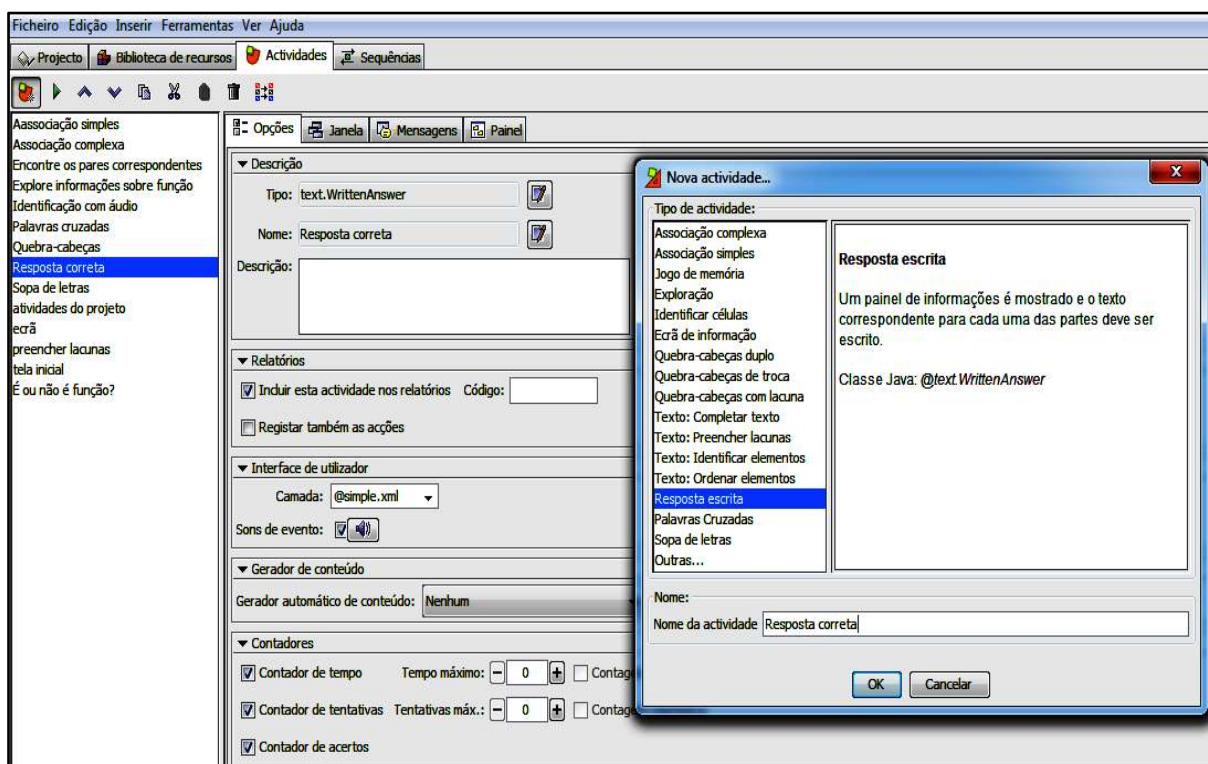 Ficheiro Edição Inserir Ferramentas Ver Ajuda
Projecto Biblioteca de recursos Actividades Sequências
Aassociação simples
Associação complexa
Encontre os pares correspondentes
Explore informações sobre função
Identificação com áudio
Palavras cruzadas
Quebra-cabeças
Resposta correta
Sopa de letras
atividades do projeto
ecrã
preencher lacunas
tela inicial
É ou não é função?
Opções Janela Mensagens Painel
Descrição
Tipo: text.WrittenAnswer
Nome: Resposta correta
Descrição:
Relatórios
Incluir esta actividade nos relatórios Código:
Registar também as acções
Interface de utilizador
Camada: @simple.xml
Sons de evento:
Gerador de conteúdo
Gerador automático de conteúdo: Nenhum
Contadores
Contador de tempo Tempo máximo: 0
Contador de tentativas Tentativas máx.: 0
Contador de acertos
Nova actividade...
Tipo de actividade:
Associação complexa
Associação simples
Jogo de memória
Exploração
Identificar células
Ecrã de informação
Quebra-cabeças duplo
Quebra-cabeças de troca
Quebra-cabeças com lacuna
Texto: Completar texto
Texto: Preencher lacunas
Texto: Identificar elementos
Texto: Ordenar elementos
Resposta escrita
Palavras Cruzadas
Sopa de letras
Outras...
Resposta escrita
Um painel de informações é mostrado e o texto
correspondente para cada uma das partes deve ser
escrito.
Classe Java: @text.WrittenAnswer
Nome:
Nome da actividade Resposta correta
OK Cancelar